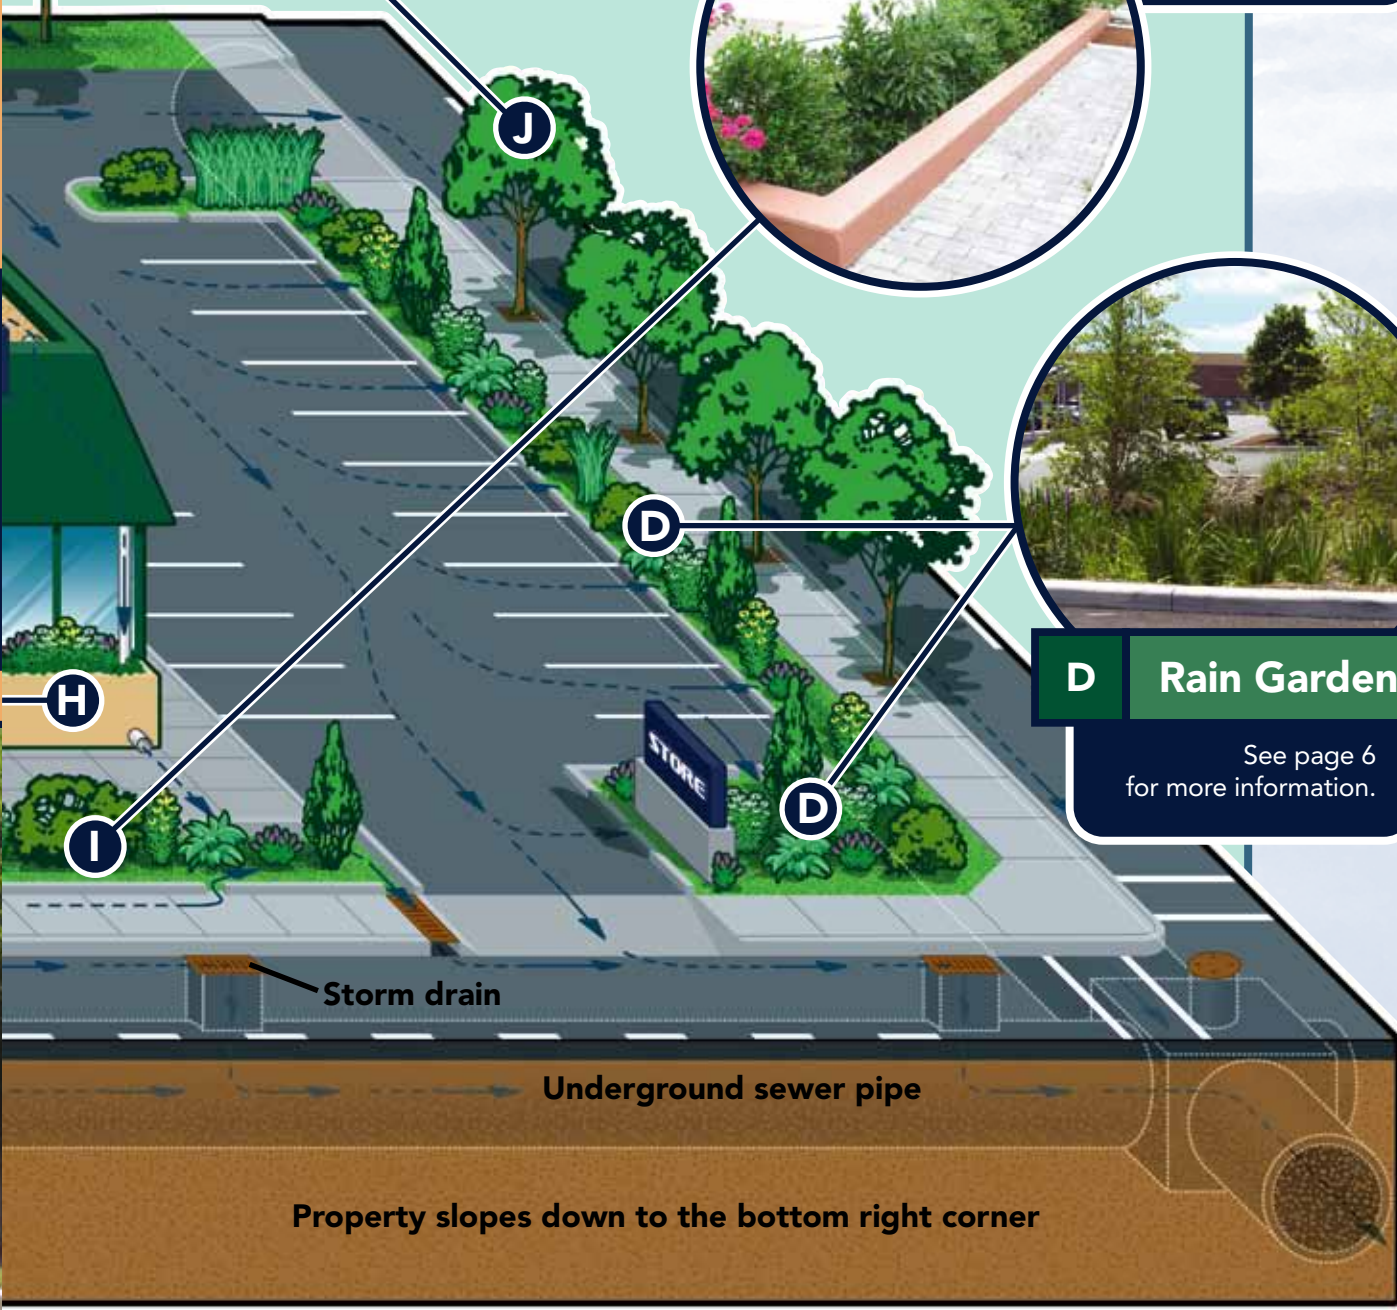 J
D
D
Rain Garden
See page 6
for more information.
H
STORE
D
I
Storm drain
Underground sewer pipe
Property slopes down to the bottom right corner